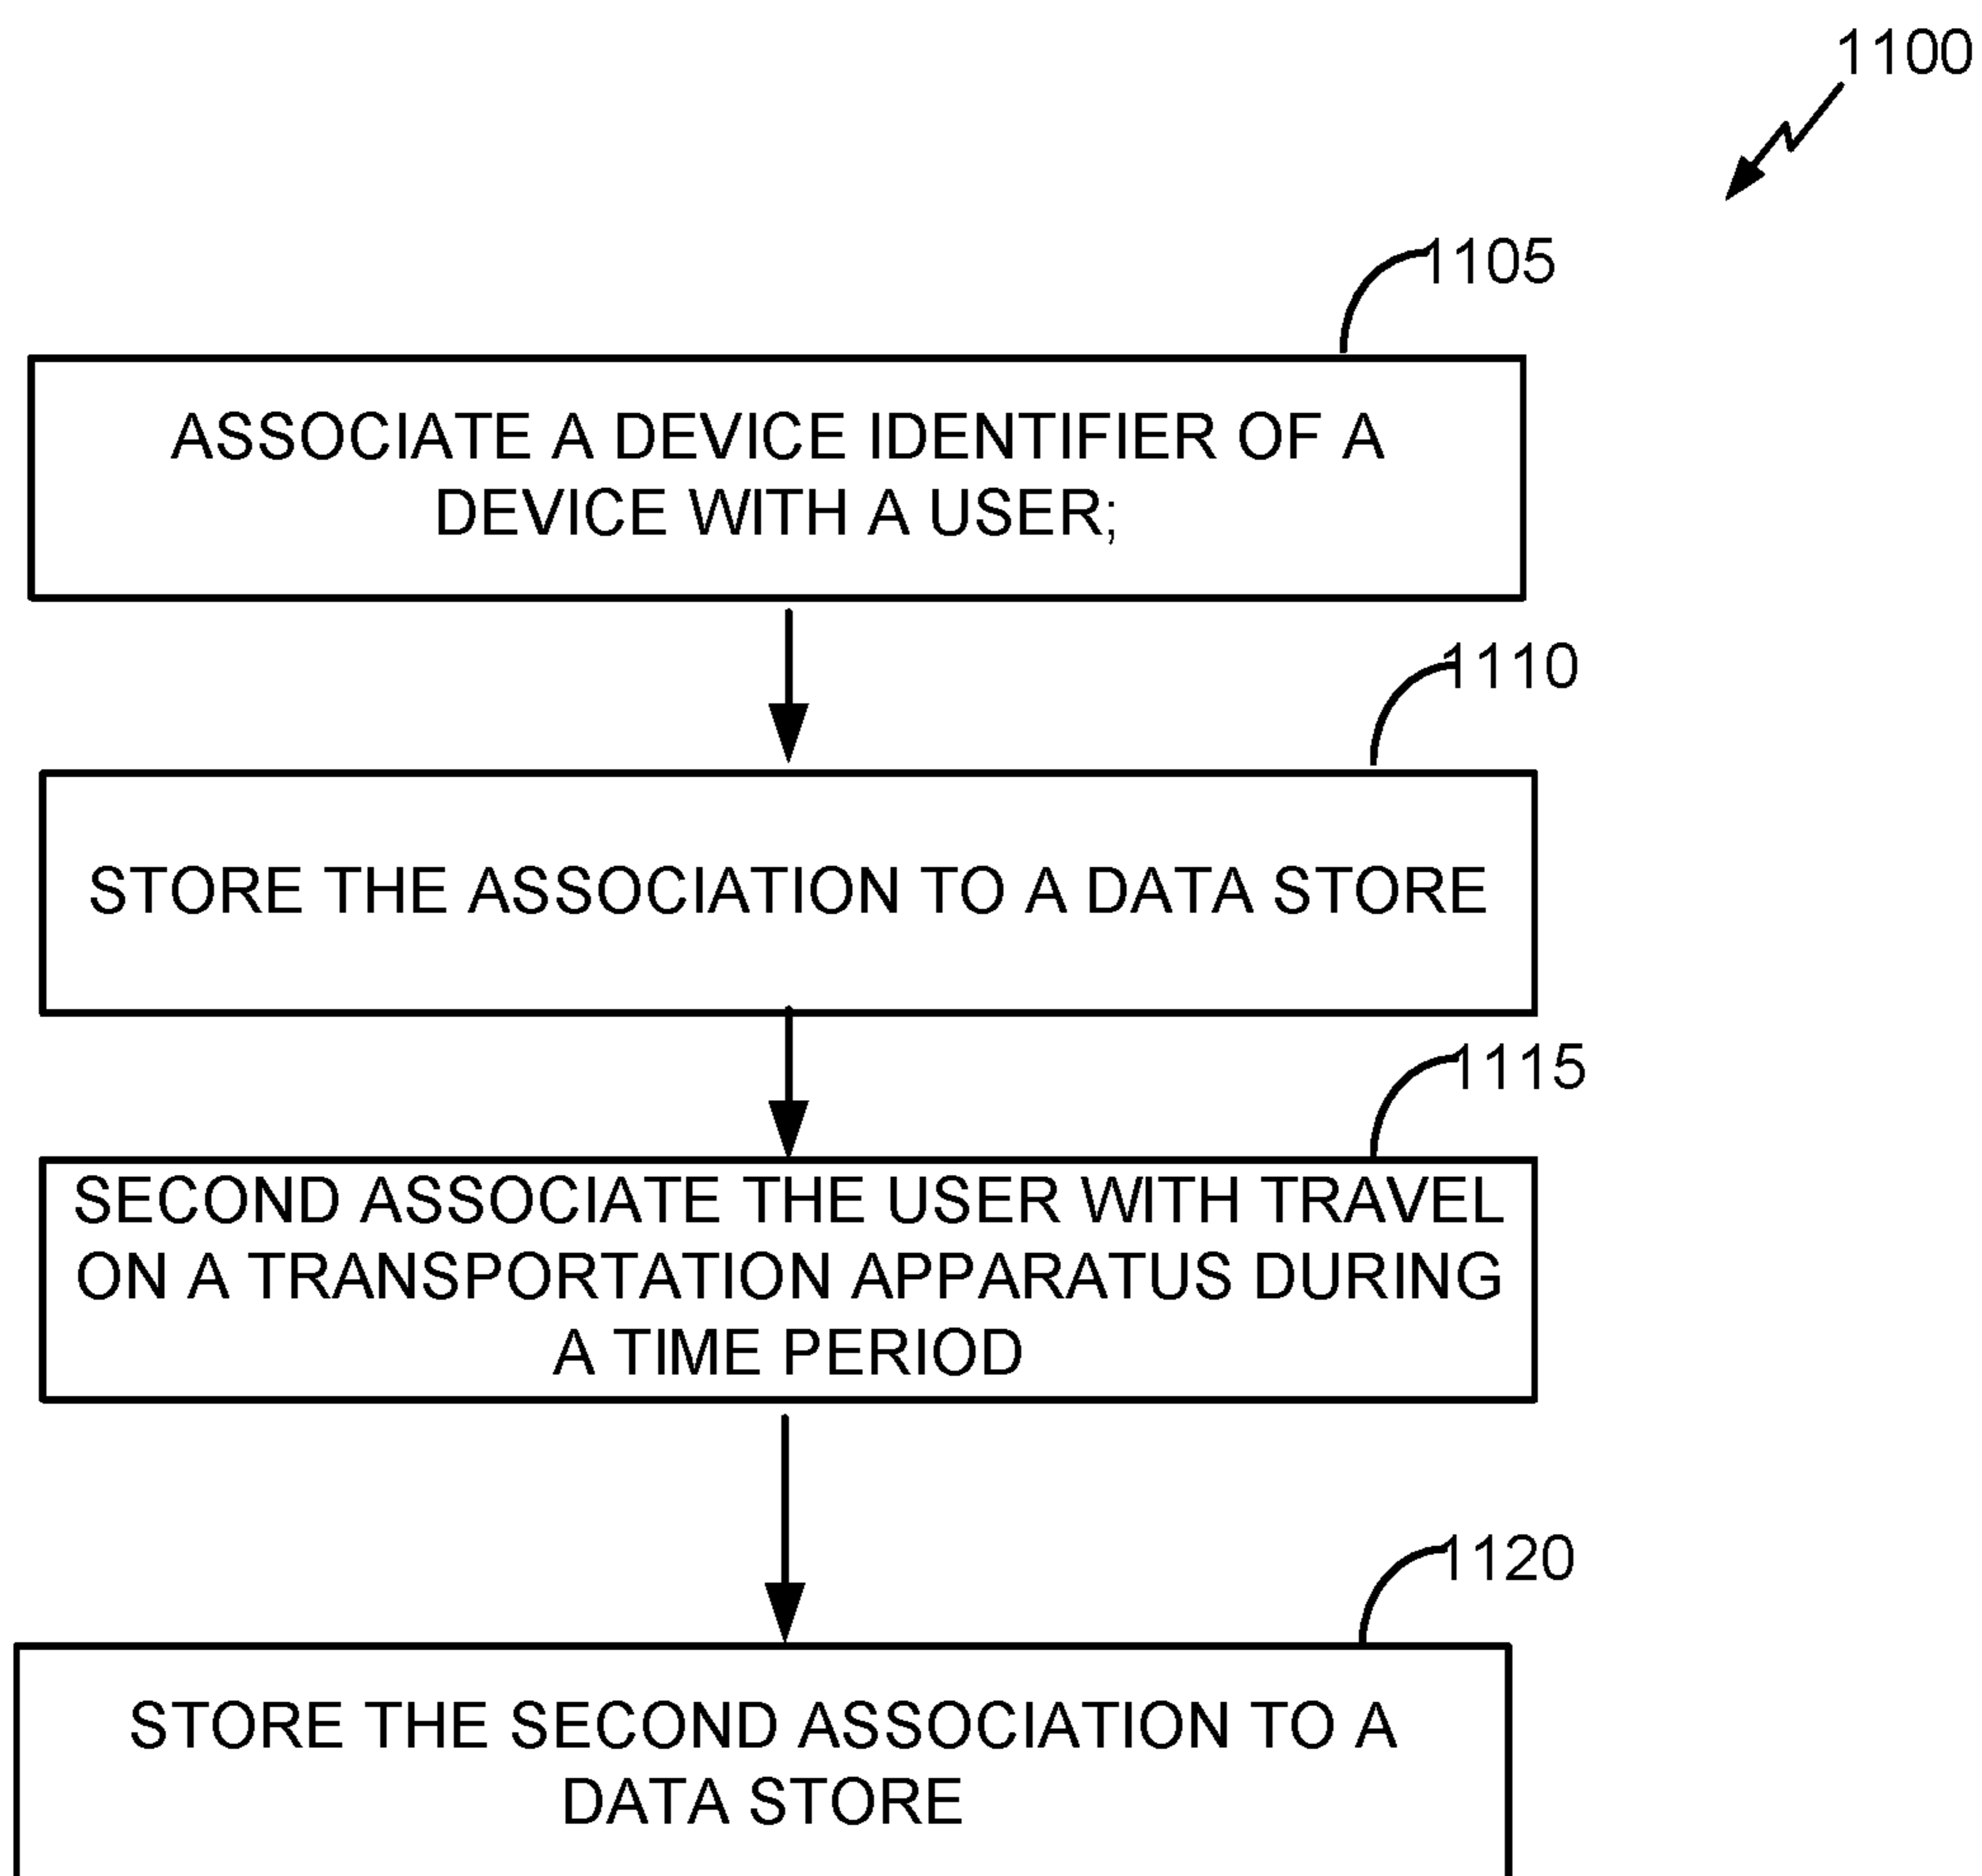 1100
1105
ASSOCIATE A DEVICE IDENTIFIER OF A
DEVICE WITH A USER;
1110
STORE THE ASSOCIATION TO A DATA STORE
1115
SECOND ASSOCIATE THE USER WITH TRAVEL
ON A TRANSPORTATION APPARATUS DURING
A TIME PERIOD
1120
STORE THE SECOND ASSOCIATION TO A
DATA STORE